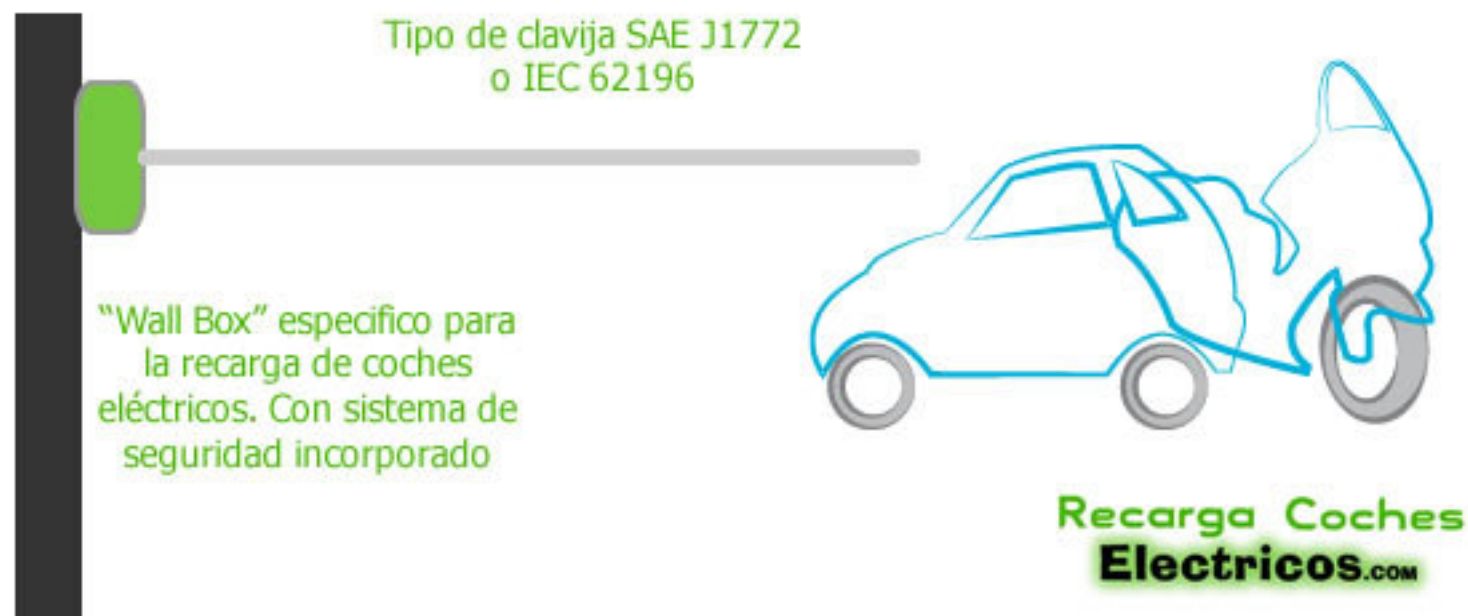 Tipo de clavija SAE J1772
o IEC 62196
“Wall Box” especifico para
la recarga de coches
eléctricos. Con sistema de
seguridad incorporado
Recarga Coches
Electricos.com